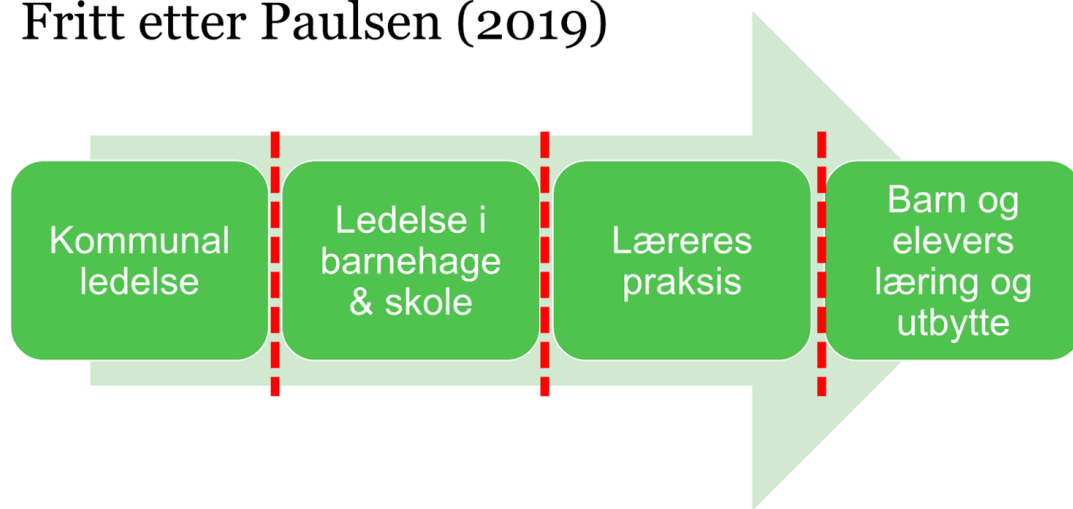 Fritt etter Paulsen (2019)
Kommunal
ledelse
Ledelse i
barnehage
& skole
Læreres
praksis
Barn og
elevers
læring og
utbytte